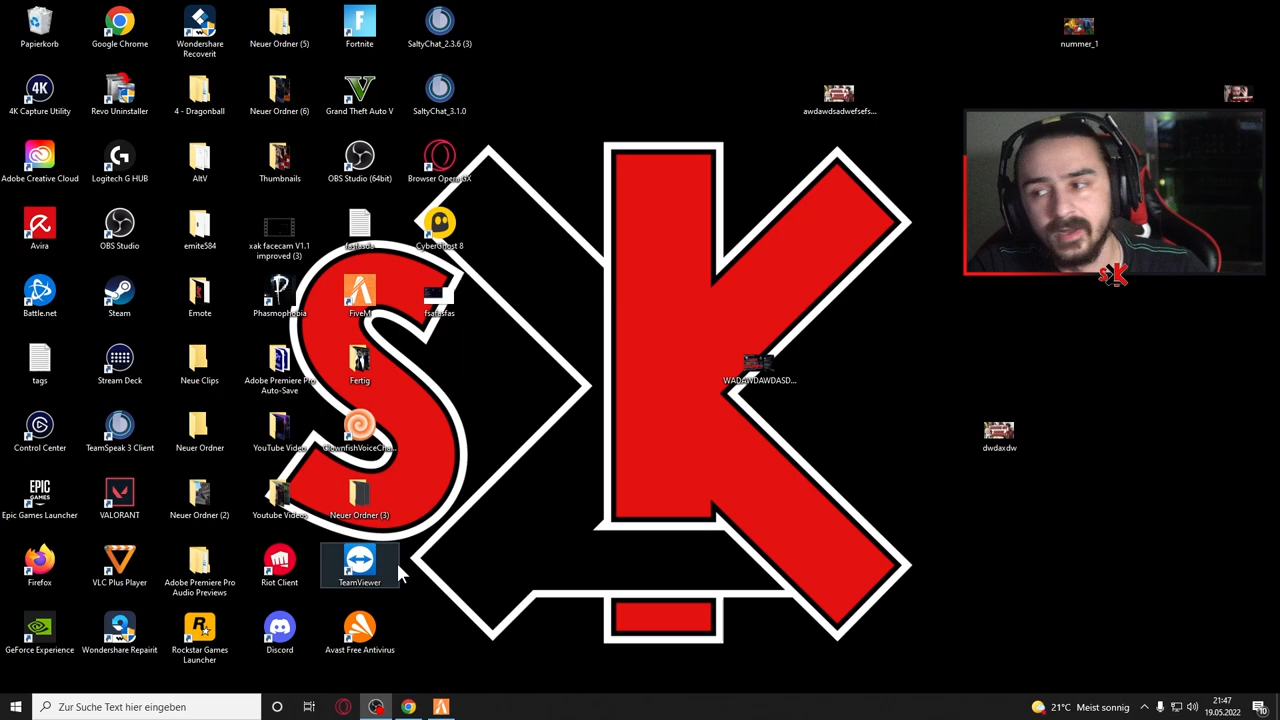 Papierkorb
Google Chrome
Wondershare
Recoverit
Neuer Ordner (5)
Fortnite
SaltyChat_2.3.6 (3)
nummer_1
4K Capture Utility
Revo Uninstaller
4 - Dragonball
Neuer Ordner (6)
Grand Theft Auto V
SaltyChat_3.1.0
awdawdsadwefsefs...
Adobe Creative Cloud
Logitech G HUB
AltV
Thumbnails
OBS Studio (64bit)
Browser Opera GX
Avira
OBS Studio
emite584
xak facecam V1.1
improved (3)
CyberGhost 8
Battle.net
Steam
Emote
Phasmophobia
FiveM
fsafasfas
tags
Stream Deck
Neue Clips
Adobe Premiere Pro
Auto-Save
Fertig
WADAWDAWDASD...
Control Center
TeamSpeak 3 Client
Neuer Ordner
YouTube Video
ClownfishVoiceCha...
dwdaxdw
Epic Games Launcher
VALORANT
Neuer Ordner (2)
Youtube Videos
Neuer Ordner (3)
Firefox
VLC Plus Player
Adobe Premiere Pro
Audio Previews
Riot Client
TeamViewer
GeForce Experience
Wondershare Repairit
Rockstar Games
Launcher
Discord
Avast Free Antivirus
SK
Zur Suche Text hier eingeben
21°C Meist sonnig
21:47
19.05.2022
10